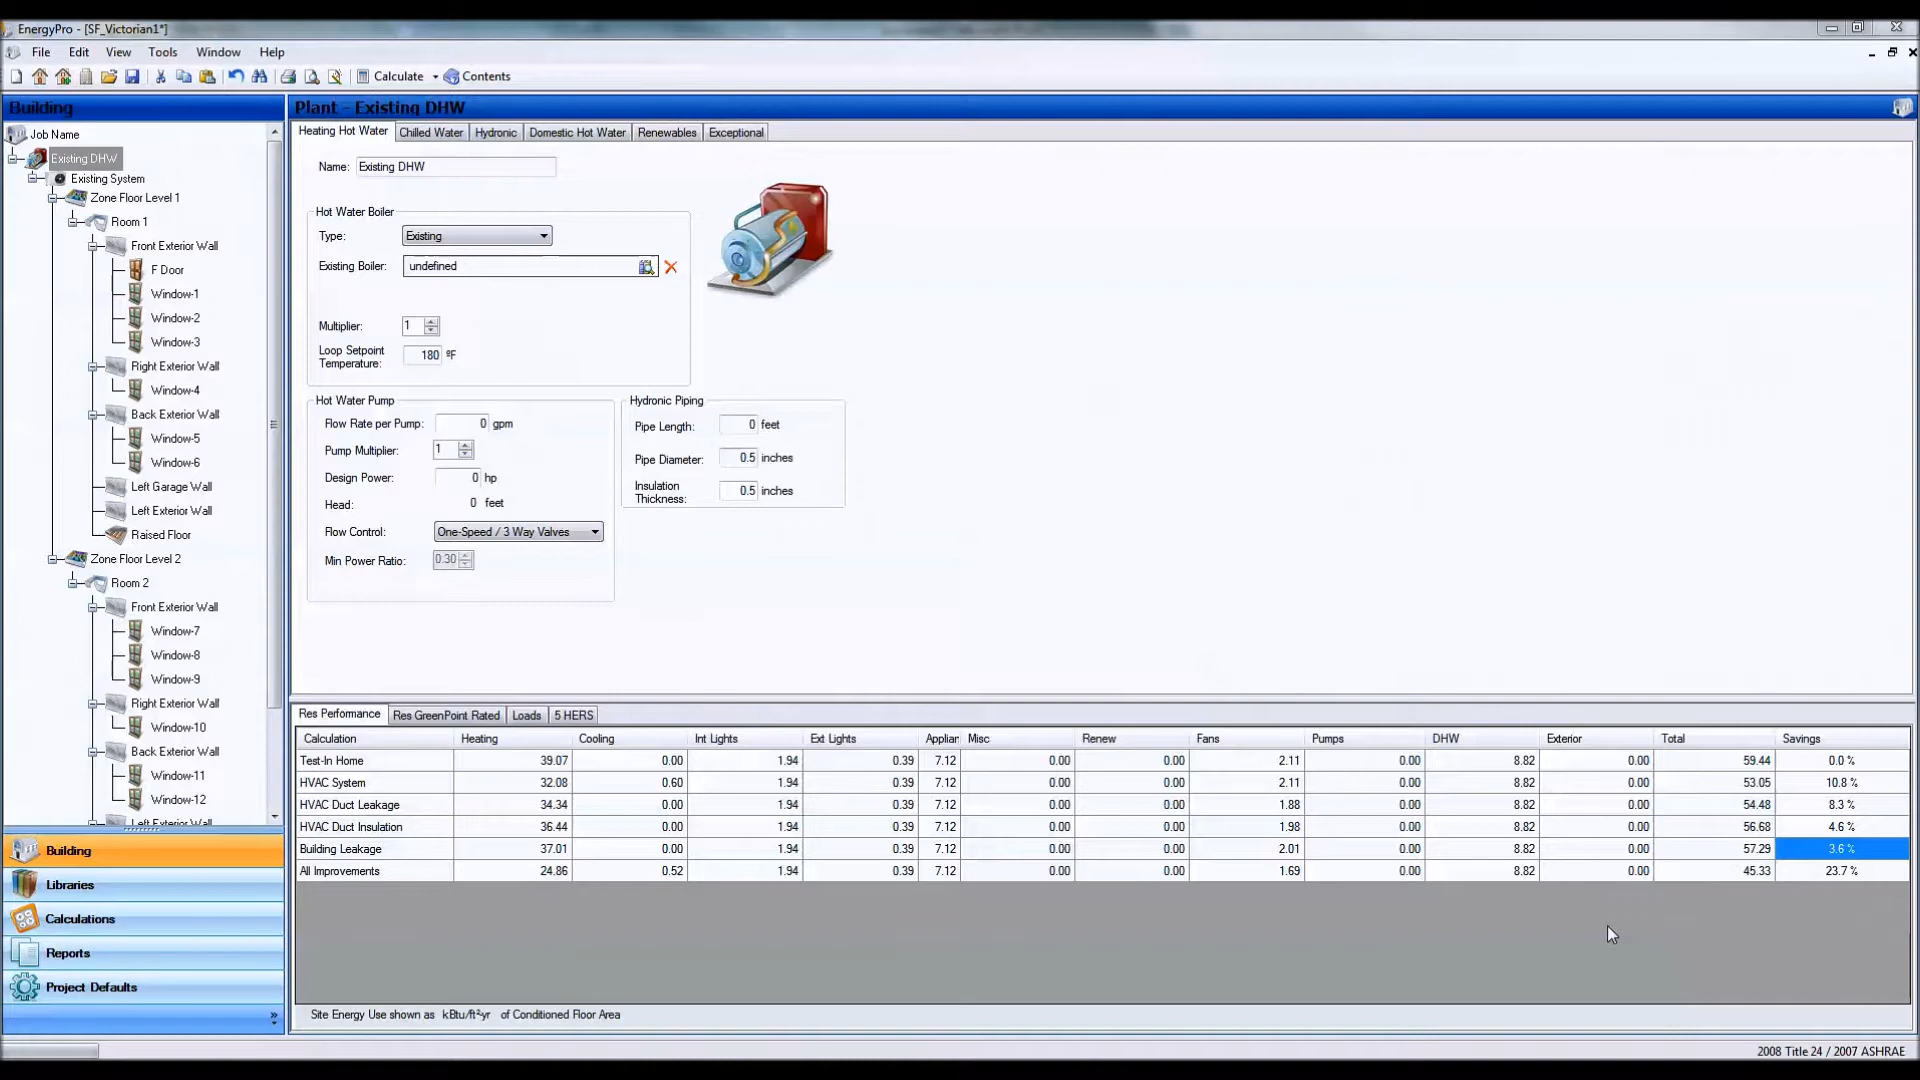 EnergyPro - [SF_Victorian1*]
File Edit View Tools Window Help
Calculate Contents
Building
Job Name
Existing DHW
Existing System
Zone Floor Level 1
Room 1
Front Exterior Wall
F Door
Window-1
Window-2
Window-3
Right Exterior Wall
Window-4
Back Exterior Wall
Window-5
Window-6
Left Garage Wall
Left Exterior Wall
Raised Floor
Zone Floor Level 2
Room 2
Front Exterior Wall
Window-7
Window-8
Window-9
Right Exterior Wall
Window-10
Back Exterior Wall
Window-11
Window-12
Left Exterior Wall
Building
Libraries
Calculations
Reports
Project Defaults
Plant - Existing DHW
Heating Hot Water Chilled Water Hydronic Domestic Hot Water Renewables Exceptional
Name: Existing DHW
Hot Water Boiler
Type: Existing
Existing Boiler: undefined
Multiplier: 1
Loop Setpoint
Temperature: 180 ºF
Hot Water Pump
Flow Rate per Pump: 0 gpm
Pump Multiplier: 1
Design Power: 0 hp
Head: 0 feet
Flow Control: One-Speed / 3 Way Valves
Min Power Ratio: 0.30
Hydronic Piping
Pipe Length: 0 feet
Pipe Diameter: 0.5 inches
Insulation
Thickness: 0.5 inches
Res Performance Res GreenPoint Rated Loads 5 HERS
Calculation Heating Cooling Int Lights Ext Lights Applian Misc Renew Fans Pumps DHW Exterior Total Savings
Test-In Home 39.07 0.00 1.94 0.39 7.12 0.00 0.00 2.11 0.00 8.82 0.00 59.44 0.0 %
HVAC System 32.08 0.60 1.94 0.39 7.12 0.00 0.00 2.11 0.00 8.82 0.00 53.05 10.8 %
HVAC Duct Leakage 34.34 0.00 1.94 0.39 7.12 0.00 0.00 1.88 0.00 8.82 0.00 54.48 8.3 %
HVAC Duct Insulation 36.44 0.00 1.94 0.39 7.12 0.00 0.00 1.98 0.00 8.82 0.00 56.68 4.6 %
Building Leakage 37.01 0.00 1.94 0.39 7.12 0.00 0.00 2.01 0.00 8.82 0.00 57.29 3.6 %
All Improvements 24.86 0.52 1.94 0.39 7.12 0.00 0.00 1.69 0.00 8.82 0.00 45.33 23.7 %
Site Energy Use shown as kBtu/ft²-yr of Conditioned Floor Area
2008 Title 24 / 2007 ASHRAE